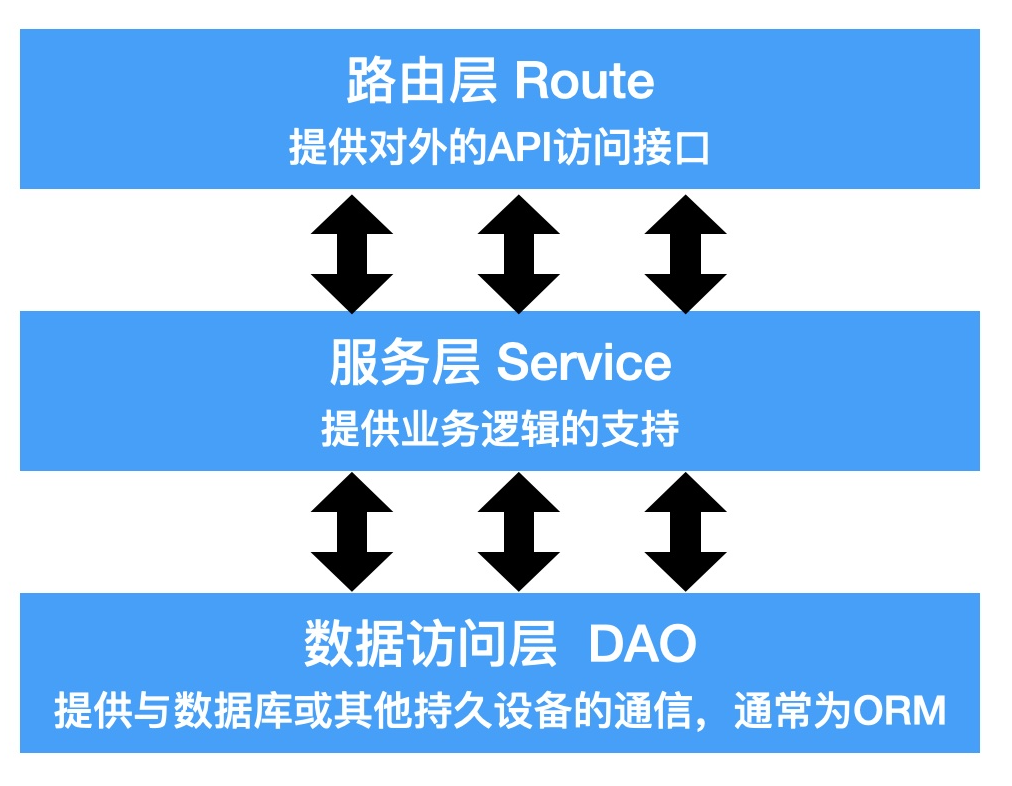 路由层 Route
提供对外的API访问接口
服务层 Service
提供业务逻辑的支持
数据访问层 DAO
提供与数据库或其他持久设备的通信，通常为ORM